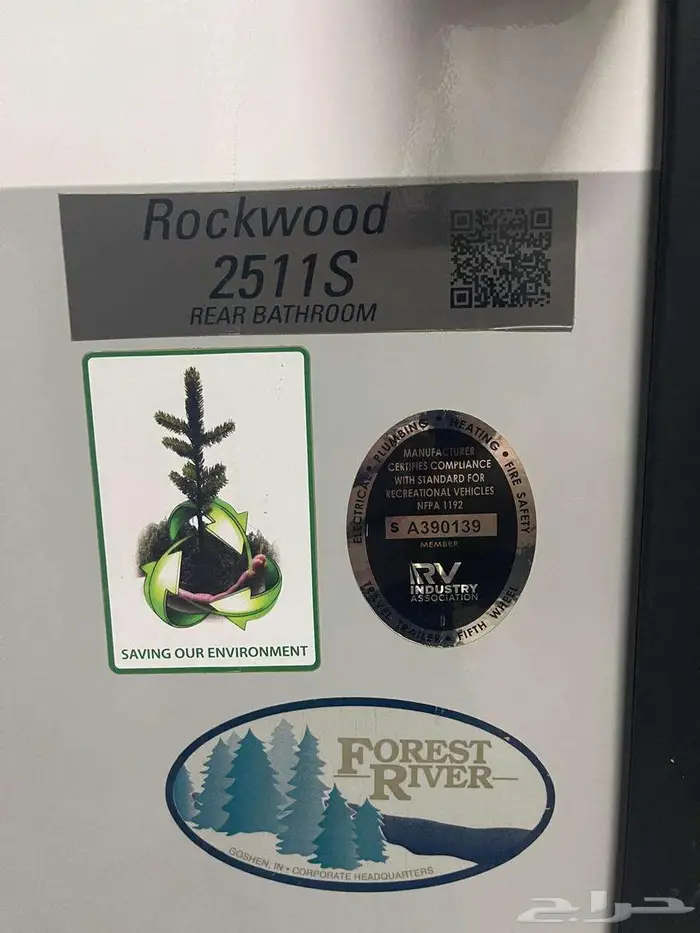 Rockwood
2511S
REAR BATHROOM
SAVING OUR ENVIRONMENT
ELECTRICAL • PLUMBING • HEATING • FIRE SAFETY
MANUFACTURER
CERTIFIES COMPLIANCE
WITH STANDARD FOR
RECREATIONAL VEHICLES
NFPA 1192
S A390139
MEMBER
RV
INDUSTRY
ASSOCIATION
TRAVEL TRAILER • FIFTH WHEEL
FOREST
RIVER
GOSHEN, IN • CORPORATE HEADQUARTERS
حراج